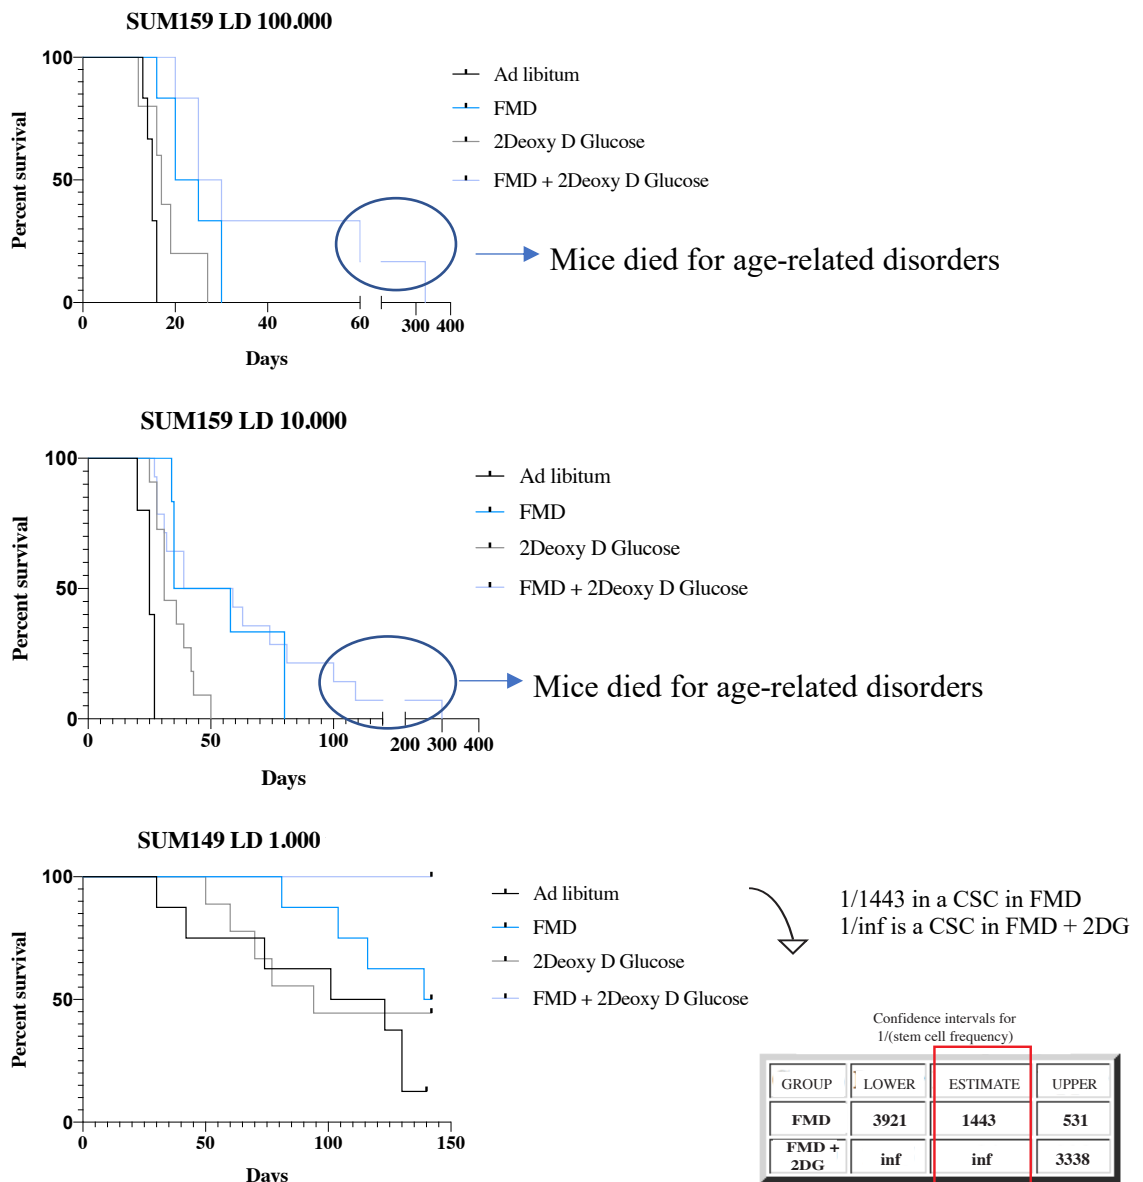 SUM159 LD 100.000
Percent survival
100
50
0
0 20 40 60 300 400
Days
Ad libitum
FMD
2Deoxy D Glucose
FMD + 2Deoxy D Glucose
Mice died for age-related disorders
SUM159 LD 10.000
Percent survival
100
50
0
0 50 100 200 300 400
Days
Ad libitum
FMD
2Deoxy D Glucose
FMD + 2Deoxy D Glucose
Mice died for age-related disorders
SUM149 LD 1.000
Percent survival
100
50
0
0 50 100 150
Days
Ad libitum
FMD
2Deoxy D Glucose
FMD + 2Deoxy D Glucose
1/1443 in a CSC in FMD
1/inf is a CSC in FMD + 2DG
Confidence intervals for
1/(stem cell frequency)
GROUP LOWER ESTIMATE UPPER
FMD 3921 1443 531
FMD +
2DG inf inf 3338